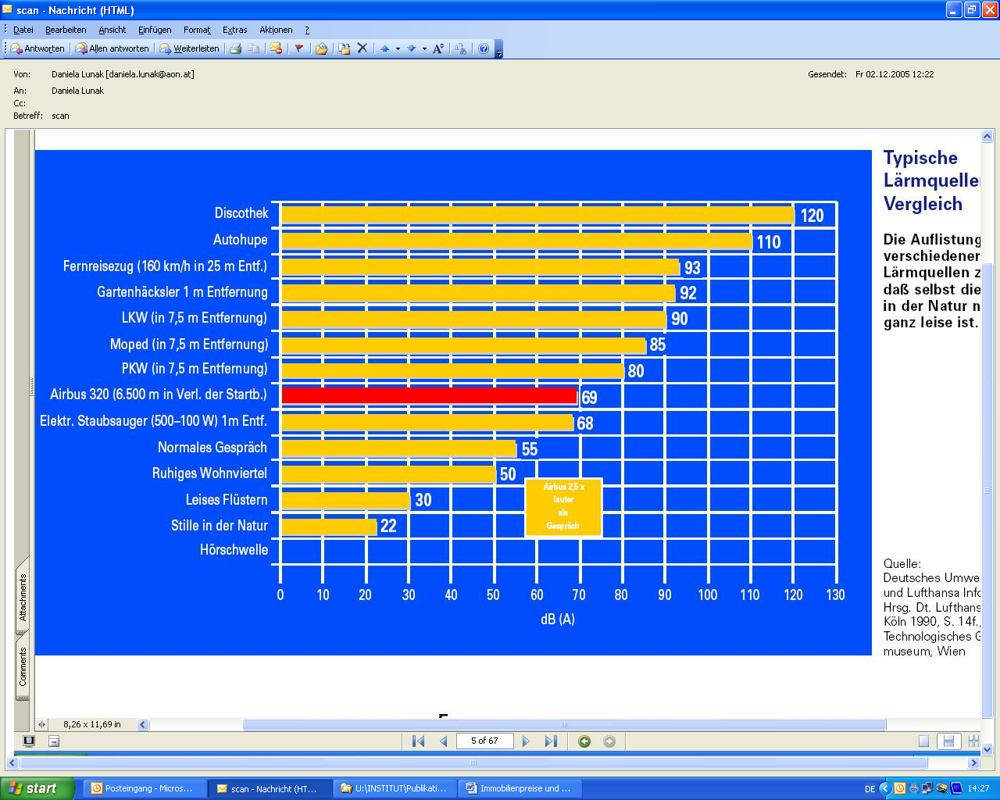 scan - Nachricht (HTML)
Datei Bearbeiten Ansicht Einfügen Format Extras Aktionen ?
Antworten Allen antworten Weiterleiten
Von: Daniela Lunak [daniela.lunak@aon.at] Gesendet: Fr 02.12.2005 12:22
An: Daniela Lunak
Cc:
Betreff: scan
Typische
Lärmquelle
Vergleich
Die Auflistung
verschiedener
Lärmquellen z
daß selbst die
in der Natur n
ganz leise ist.
Discothek 120
Autohupe 110
Fernreisezug (160 km/h in 25 m Entf.) 93
Gartenhäcksler 1 m Entfernung 92
LKW (in 7,5 m Entfernung) 90
Moped (in 7,5 m Entfernung) 85
PKW (in 7,5 m Entfernung) 80
Airbus 320 (6.500 m in Verl. der Startb.) 69
Elektr. Staubsauger (500–100 W) 1m Entf. 68
Normales Gespräch 55
Ruhiges Wohnviertel 50
Leises Flüstern 30
Stille in der Natur 22
Hörschwelle
Airbus 2,5 x
lauter
als
Gespräch
0 10 20 30 40 50 60 70 80 90 100 110 120 130
dB (A)
Quelle:
Deutsches Umwe
und Lufthansa Info
Hrsg. Dt. Lufthans
Köln 1990, S. 14f.,
Technologisches G
museum, Wien
Attachments
Comments
8,26 x 11,69 in
5 of 67
start Posteingang - Micros... scan - Nachricht (HT... U:\INSTITUT\Publikati... Immobilienpreise und ... DE 14:27